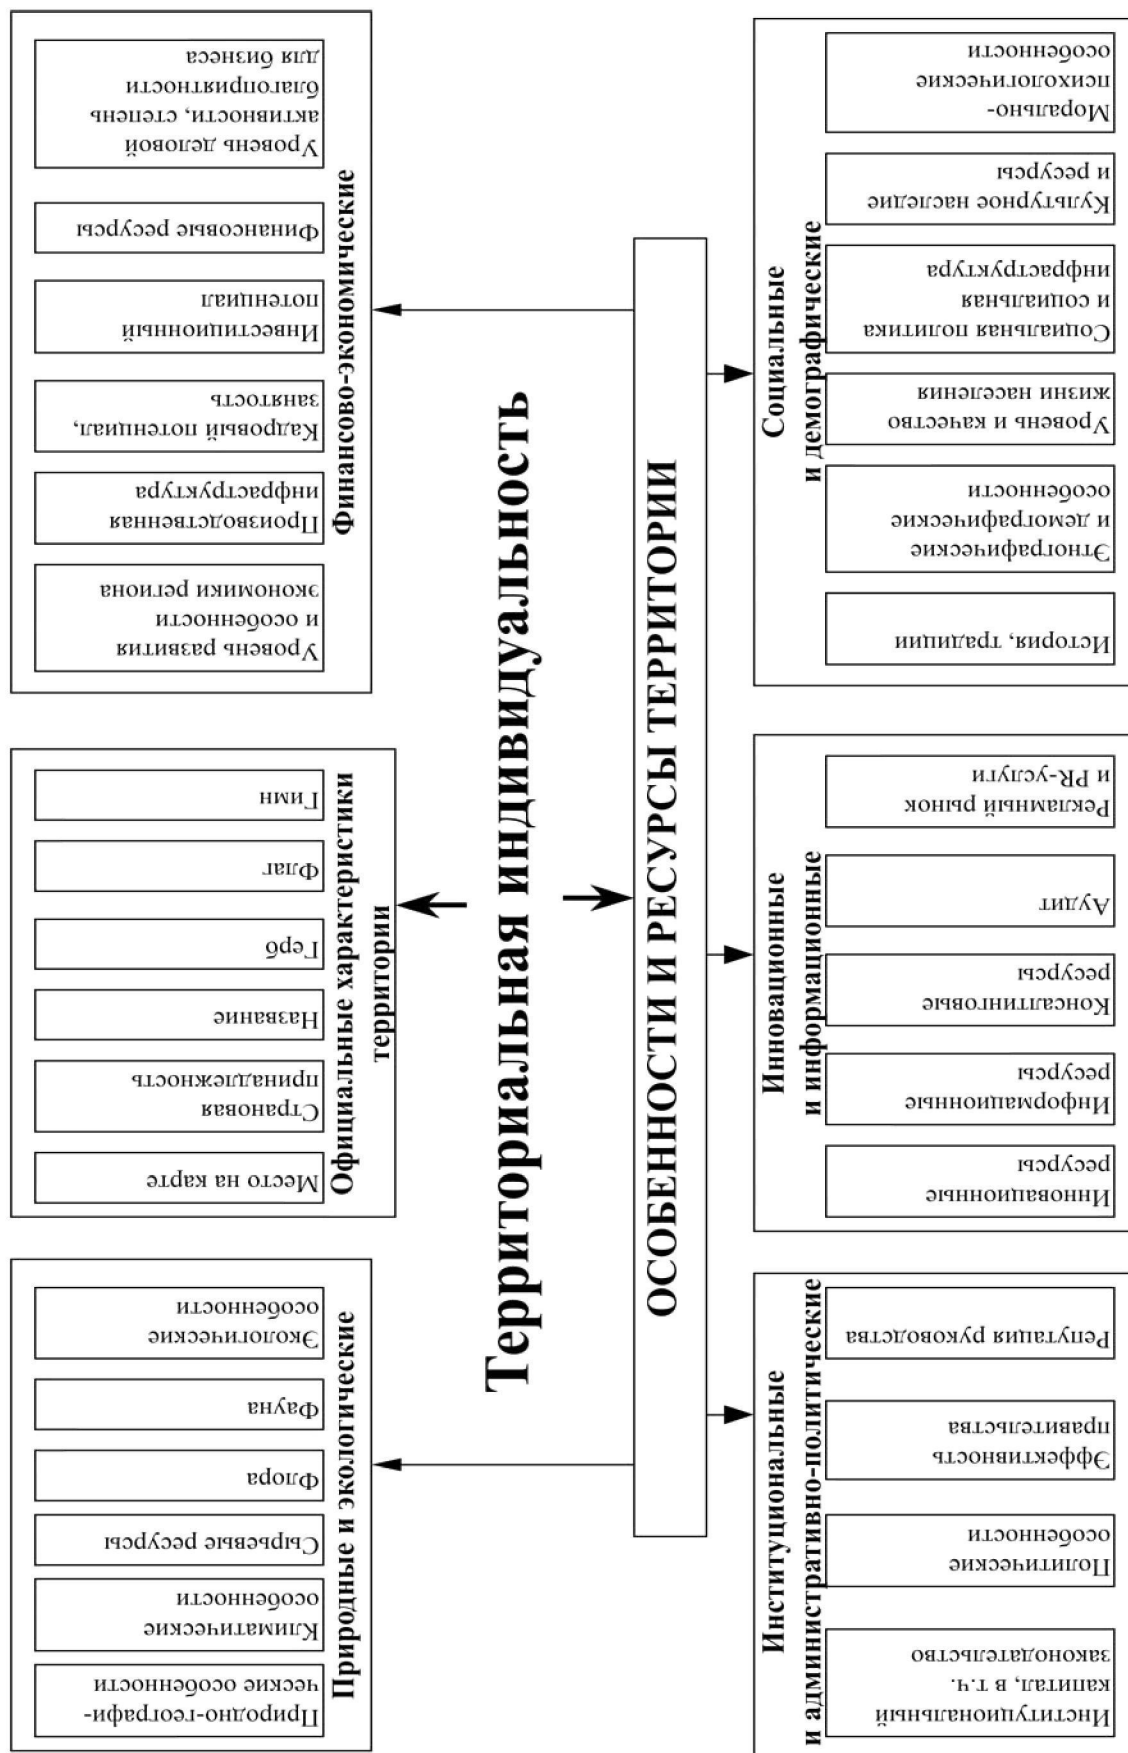 Природно-географи-
ческие особенности
Климатические
особенности
Сырьевые ресурсы
Флора
Фауна
Экологические
особенности
Природные и экологические
Место на карте
Страновая
принадлежность
Название
Герб
Флаг
Гимн
Официальные характеристики
территории
Уровень развития
и особенности
экономики региона
Производственная
инфраструктура
Кадровый потенциал,
занятость
Инвестиционный
потенциал
Финансовые ресурсы
Уровень деловой
активности, степень
благоприятности
для бизнеса
Финансово-экономические
Территориальная индивидуальность
ОСОБЕННОСТИ И РЕСУРСЫ ТЕРРИТОРИИ
Институциональные
и административно-политические
Институциональный
капитал, в т.ч.
законодательство
Политические
особенности
Эффективность
правительства
Репутация руководства
Инновационные
и информационные
Инновационные
ресурсы
Информационные
ресурсы
Консалтинговые
ресурсы
Аудит
Рекламный рынок
и PR-услуги
Социальные
и демографические
История, традиции
Этнографические
и демографические
особенности
Уровень и качество
жизни населения
Социальная политика
и социальная
инфраструктура
Культурное наследие
и ресурсы
Морально-
психологические
особенности